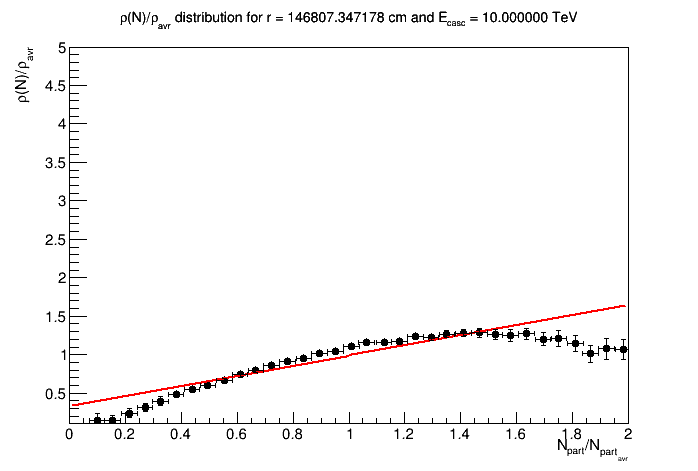 ρ(N)/ρavr distribution for r = 146807.347178 cm and Ecasc = 10.000000 TeV
ρ(N)/ρavr
5
4.5
4
3.5
3
2.5
2
1.5
1
0.5
0 0.2 0.4 0.6 0.8 1 1.2 1.4 1.6 1.8 2
Npart/Npartavr